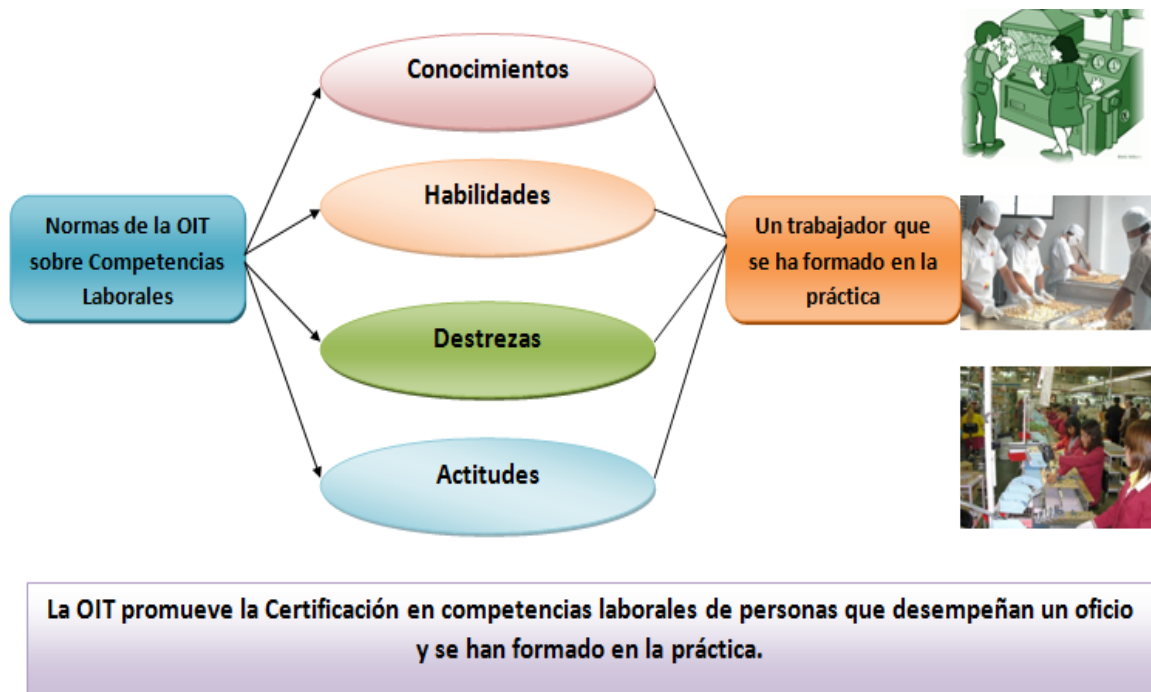 Conocimientos
Habilidades
Normas de la OIT
sobre Competencias
Laborales
Un trabajador que
se ha formado en la
práctica
Destrezas
Actitudes
La OIT promueve la Certificación en competencias laborales de personas que desempeñan un oficio
y se han formado en la práctica.